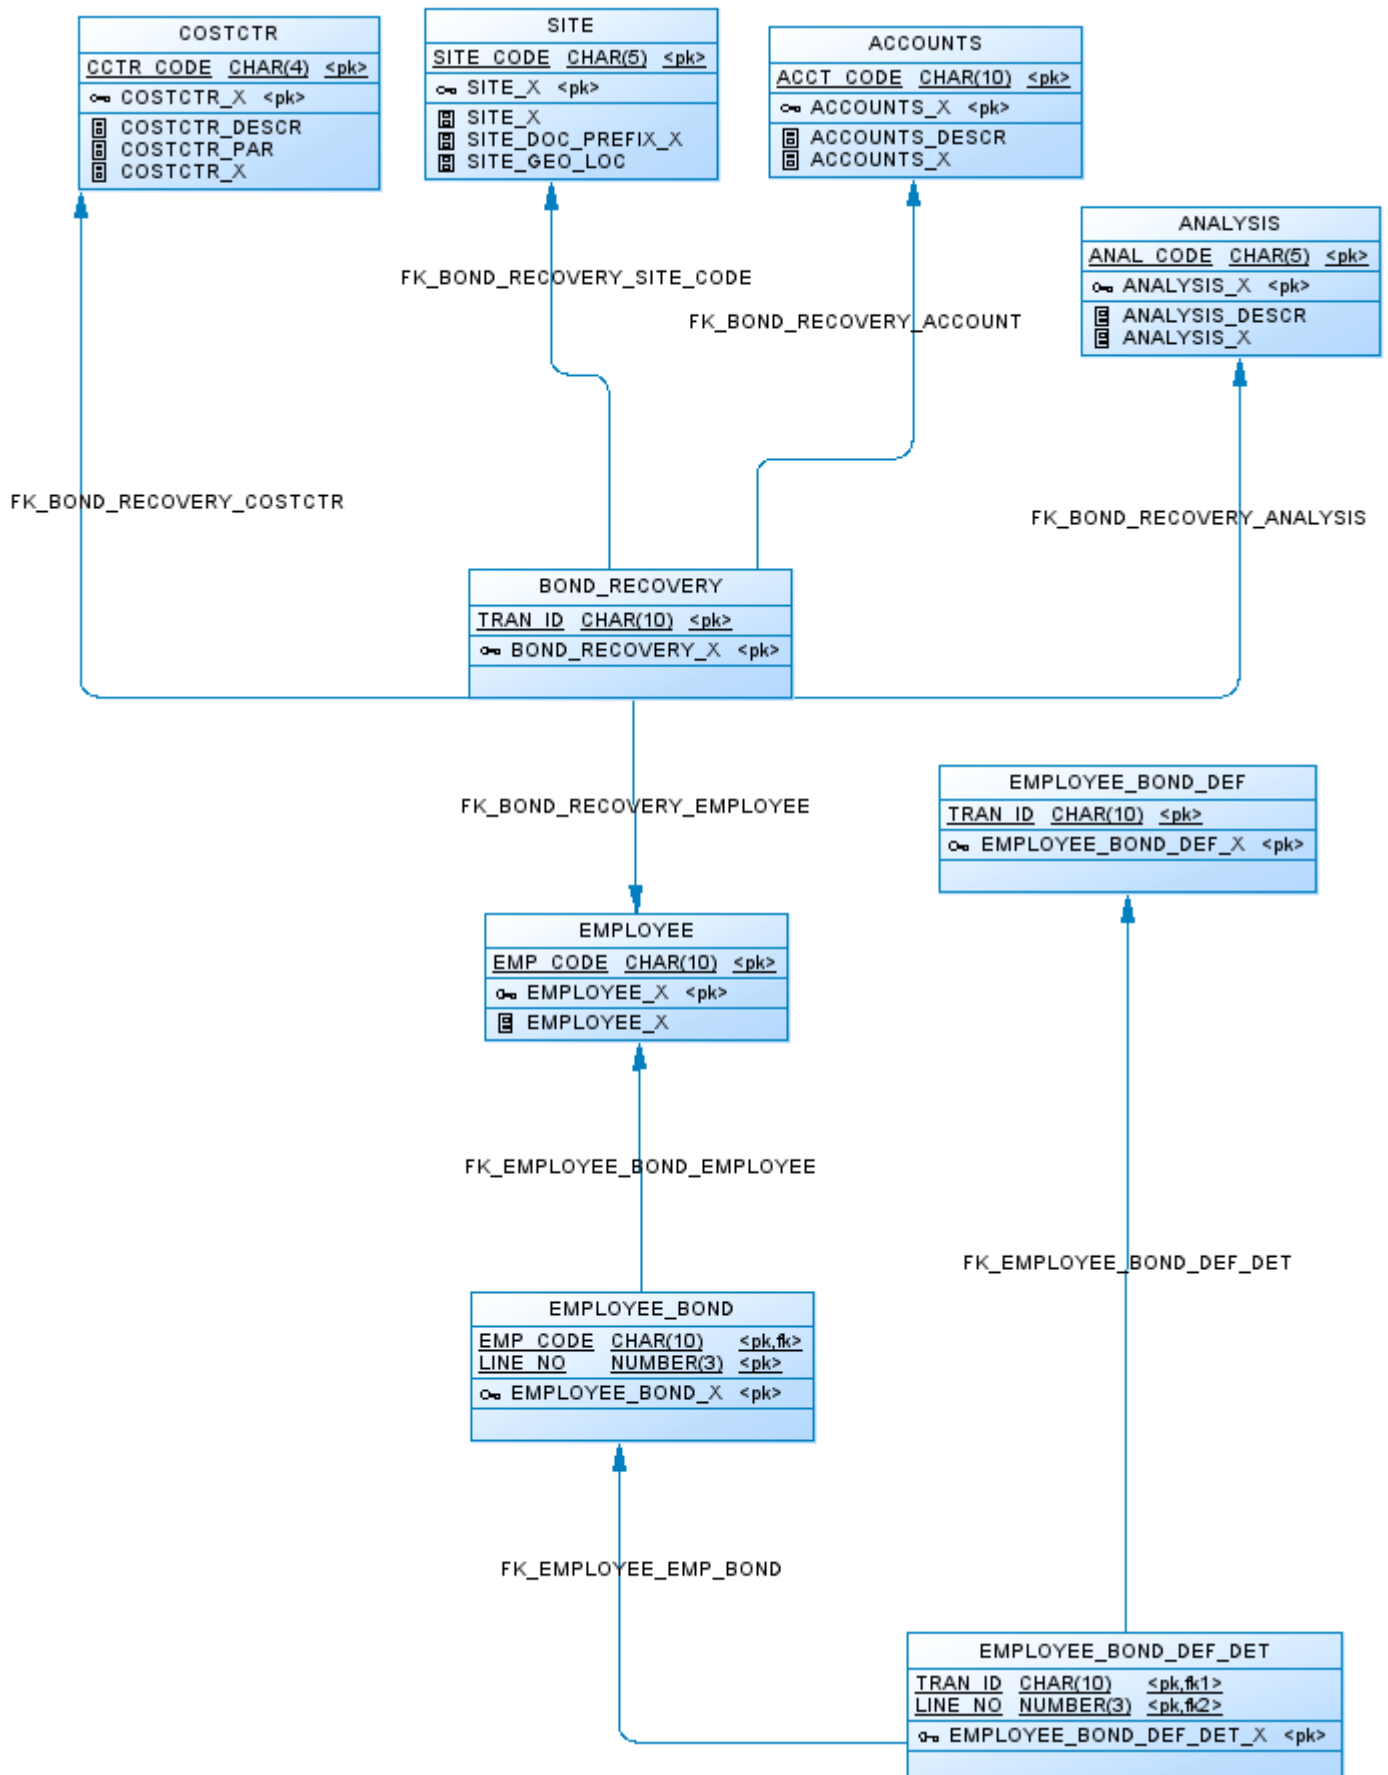 COSTCTR
CCTR_CODE CHAR(4) <pk>
COSTCTR_X <pk>
COSTCTR_DESCR
COSTCTR_PAR
COSTCTR_X
SITE
SITE_CODE CHAR(5) <pk>
SITE_X <pk>
SITE_X
SITE_DOC_PREFIX_X
SITE_GEO_LOC
ACCOUNTS
ACCT_CODE CHAR(10) <pk>
ACCOUNTS_X <pk>
ACCOUNTS_DESCR
ACCOUNTS_X
ANALYSIS
ANAL_CODE CHAR(5) <pk>
ANALYSIS_X <pk>
ANALYSIS_DESCR
ANALYSIS_X
FK_BOND_RECOVERY_SITE_CODE
FK_BOND_RECOVERY_ACCOUNT
FK_BOND_RECOVERY_COSTCTR
FK_BOND_RECOVERY_ANALYSIS
BOND_RECOVERY
TRAN_ID CHAR(10) <pk>
BOND_RECOVERY_X <pk>
FK_BOND_RECOVERY_EMPLOYEE
EMPLOYEE_BOND_DEF
TRAN_ID CHAR(10) <pk>
EMPLOYEE_BOND_DEF_X <pk>
EMPLOYEE
EMP_CODE CHAR(10) <pk>
EMPLOYEE_X <pk>
EMPLOYEE_X
FK_EMPLOYEE_BOND_EMPLOYEE
FK_EMPLOYEE_BOND_DEF_DET
EMPLOYEE_BOND
EMP_CODE CHAR(10) <pk,fk>
LINE_NO NUMBER(3) <pk>
EMPLOYEE_BOND_X <pk>
FK_EMPLOYEE_EMP_BOND
EMPLOYEE_BOND_DEF_DET
TRAN_ID CHAR(10) <pk,fk1>
LINE_NO NUMBER(3) <pk,fk2>
EMPLOYEE_BOND_DEF_DET_X <pk>